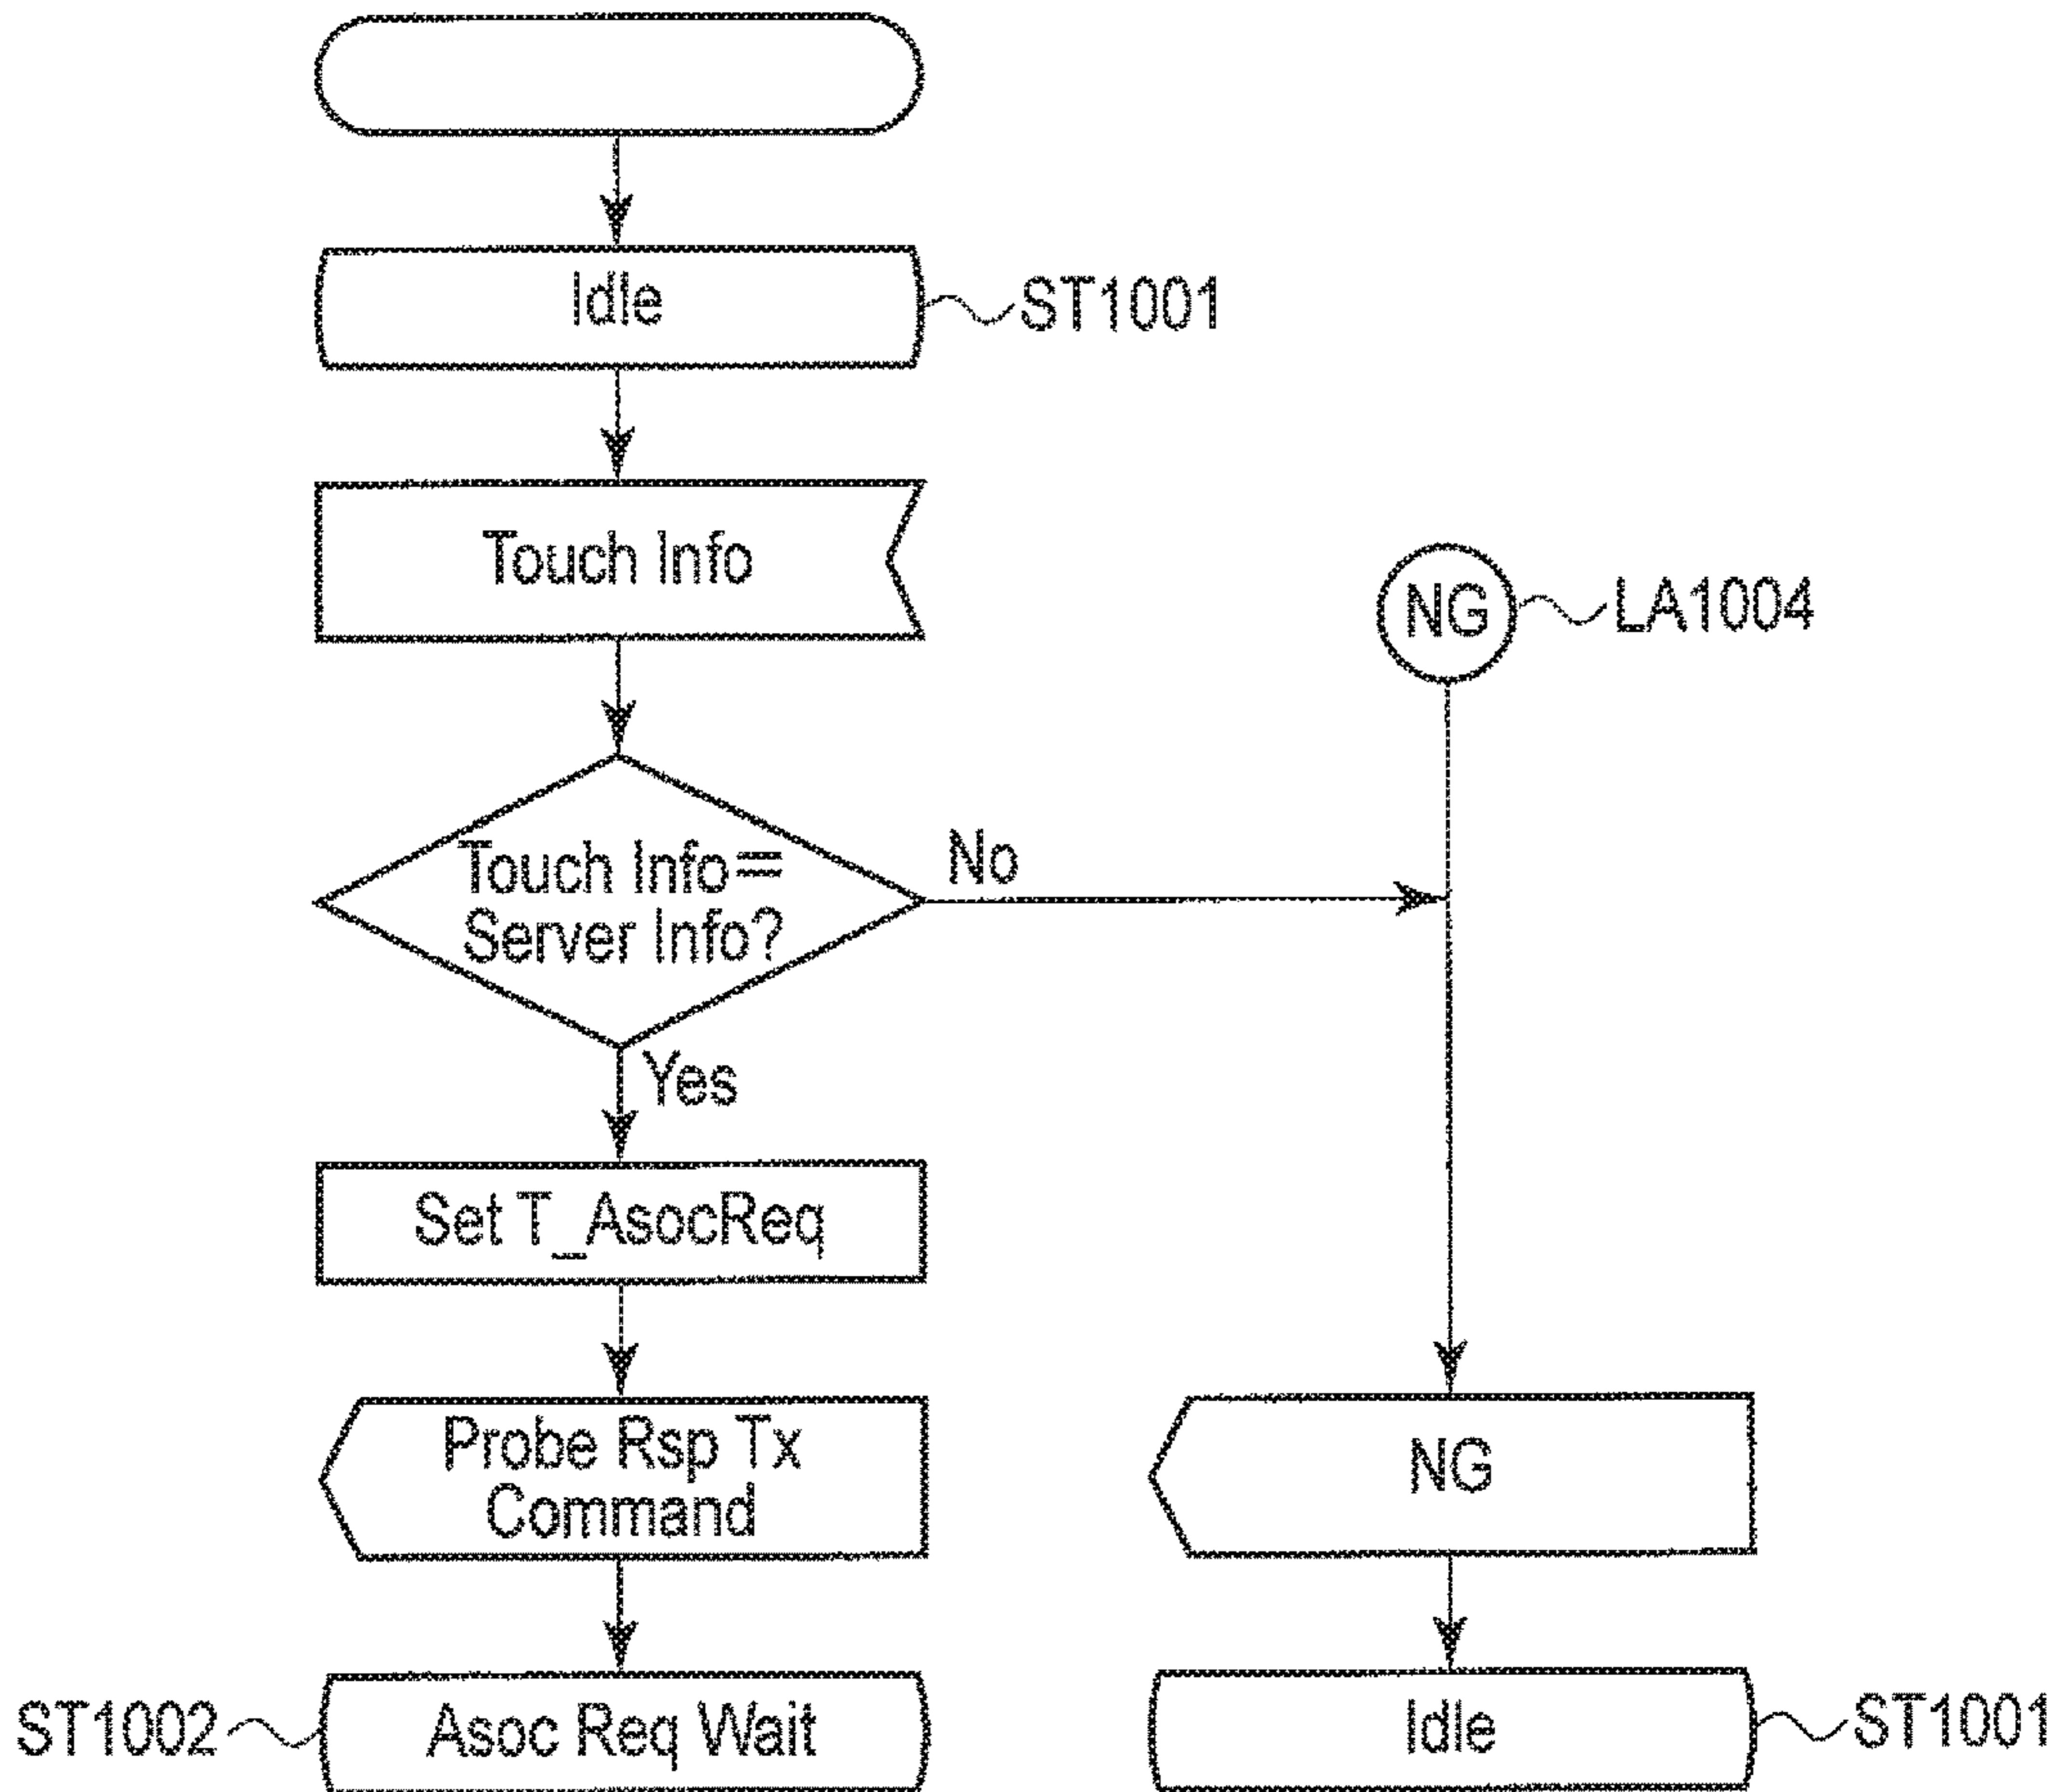 Idle
ST1001
Touch Info
NG
LA1004
Touch Info=
Server Info?
No
Yes
Set T_AsocReq
Probe Rsp Tx
Command
NG
ST1002
Asoc Req Wait
Idle
ST1001